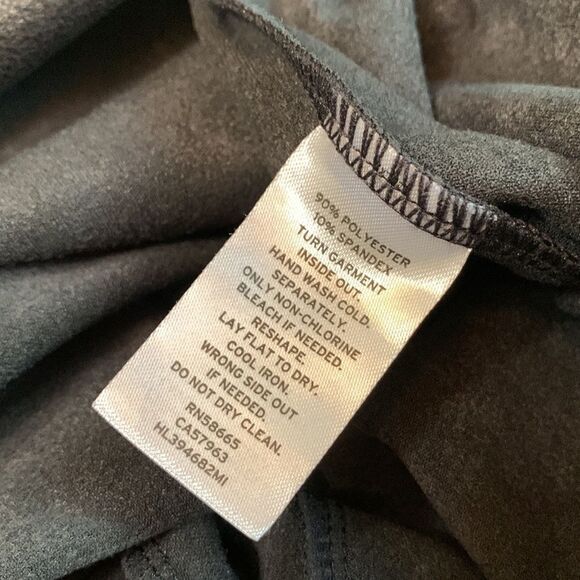 90% POLYESTER
10% SPANDEX
TURN GARMENT
INSIDE OUT.
HAND WASH COLD.
SEPARATELY.
ONLY NON-CHLORINE
BLEACH IF NEEDED.
RESHAPE.
LAY FLAT TO DRY.
COOL IRON.
WRONG SIDE OUT
IF NEEDED.
DO NOT DRY CLEAN.
RN58665
CA57963
HL394682MI